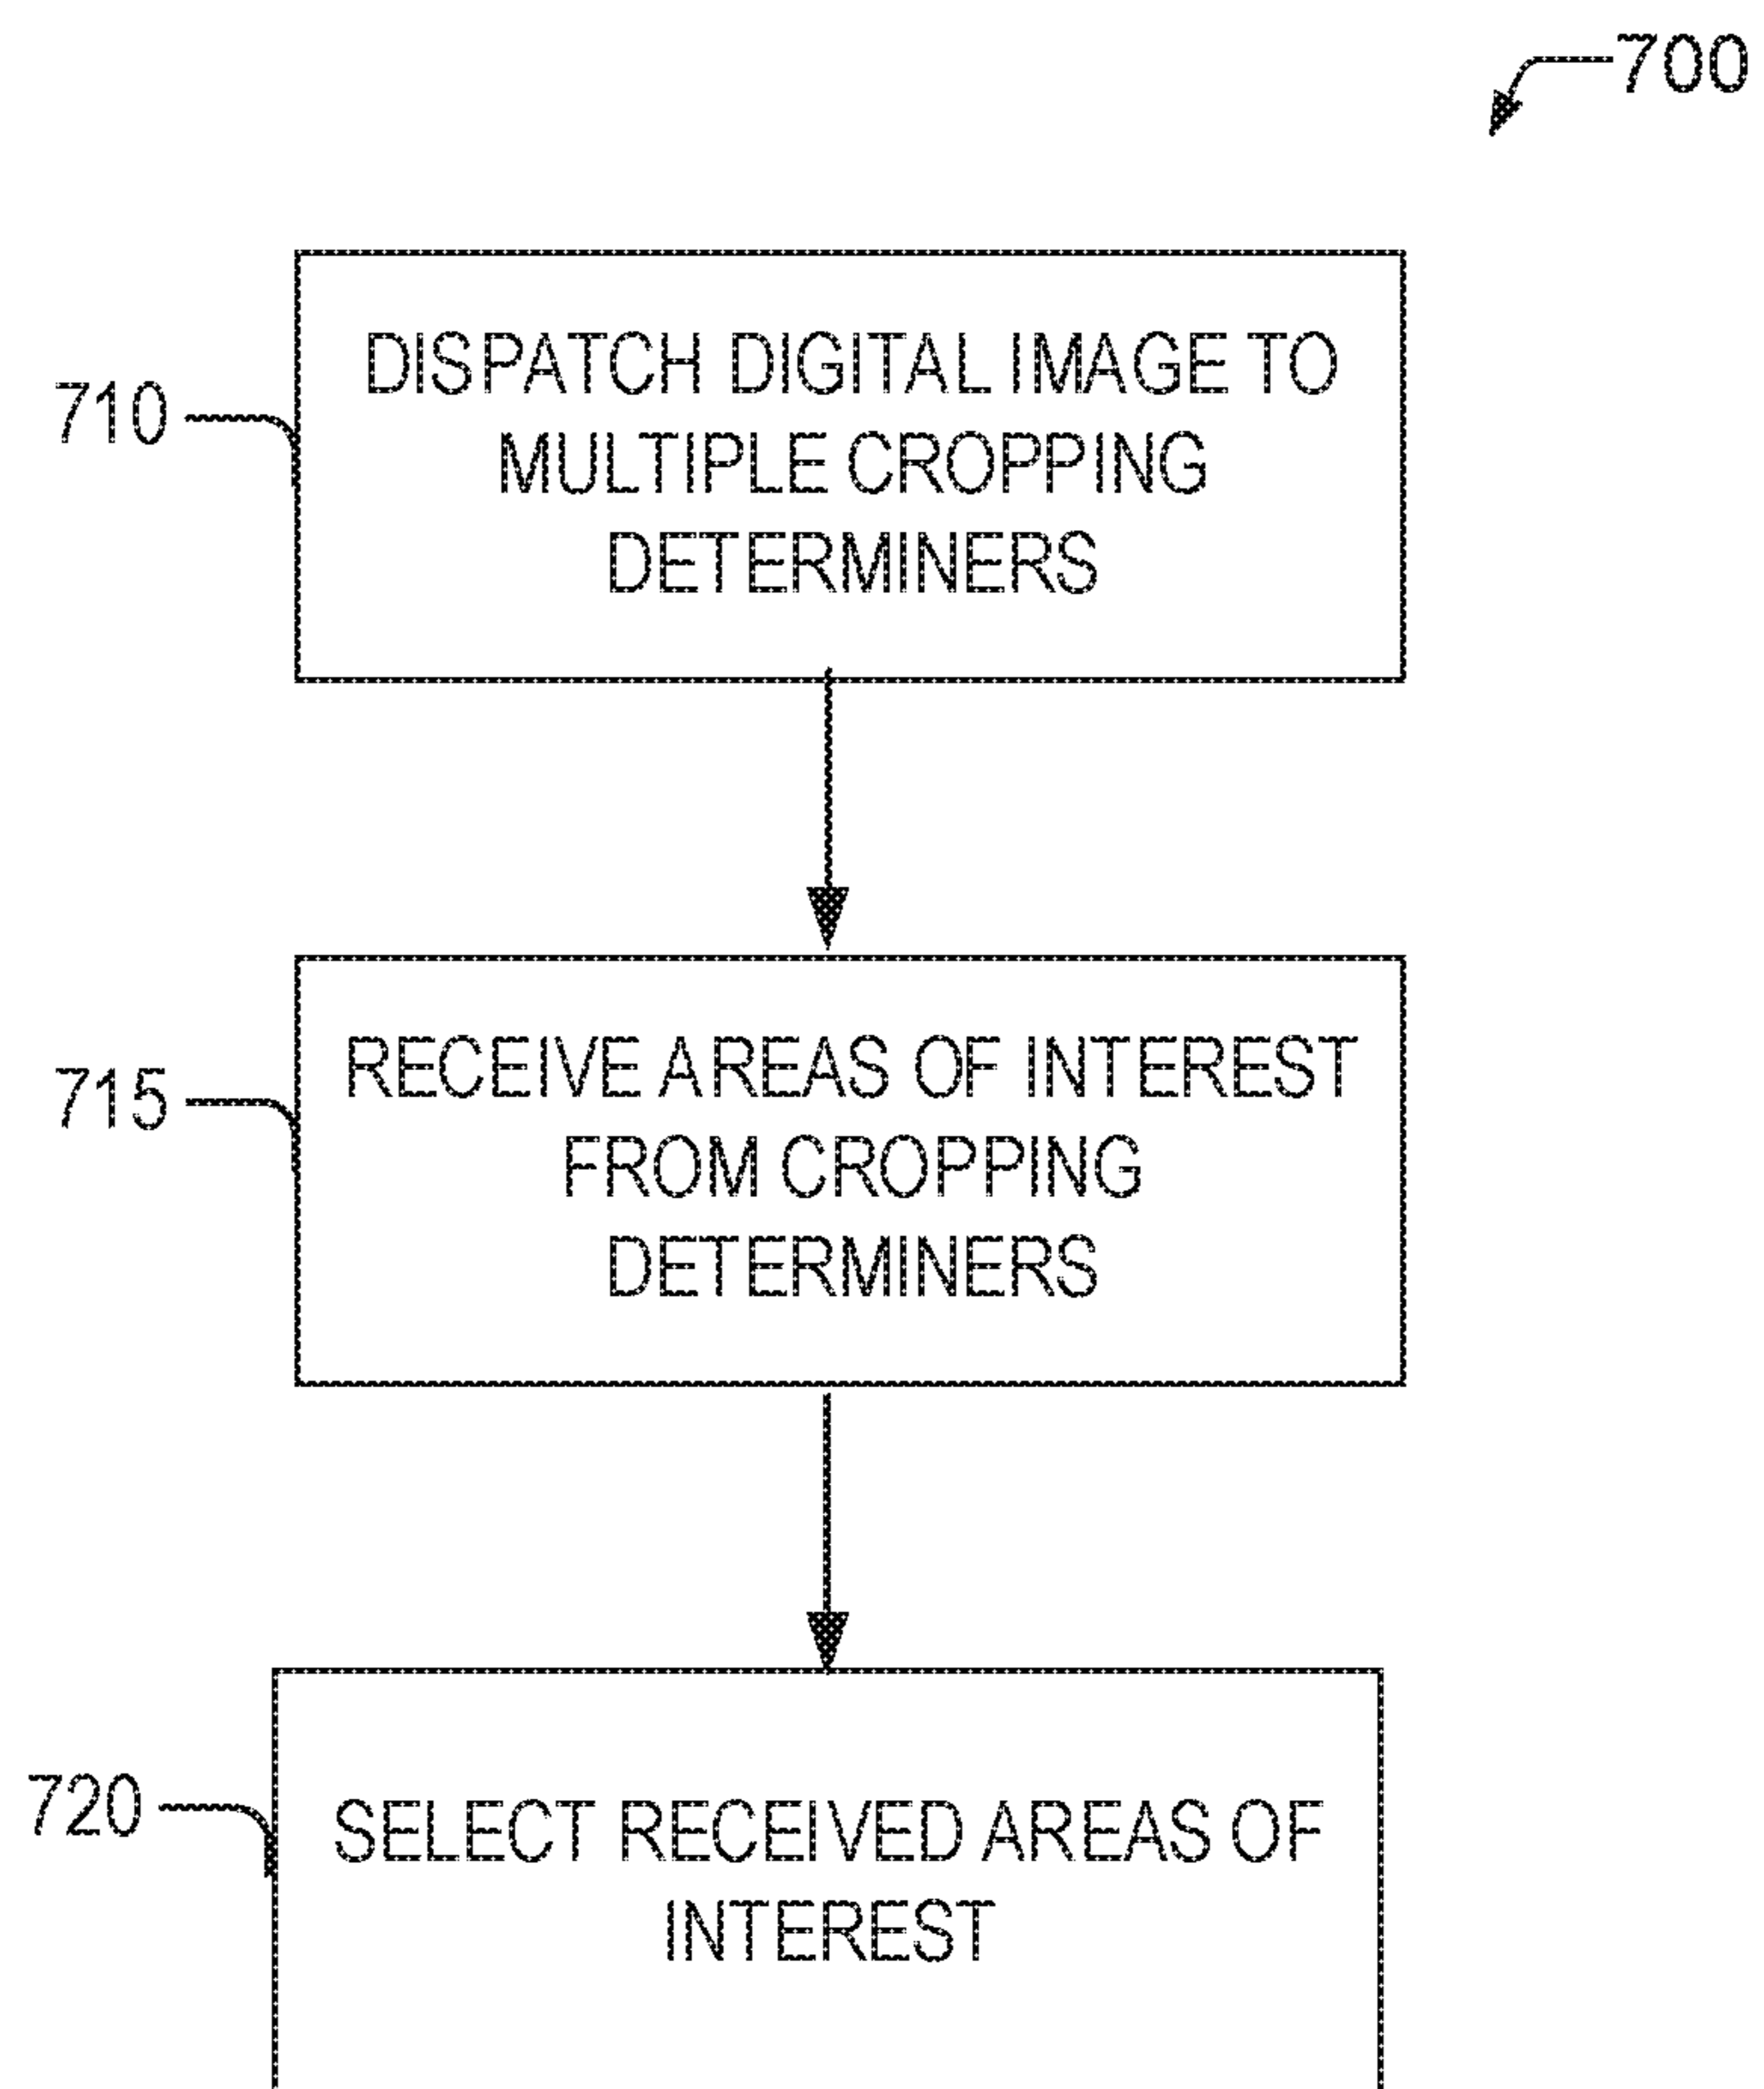 700
710
DISPATCH DIGITAL IMAGE TO
MULTIPLE CROPPING
DETERMINERS
715
RECEIVE AREAS OF INTEREST
FROM CROPPING
DETERMINERS
720
SELECT RECEIVED AREAS OF
INTEREST